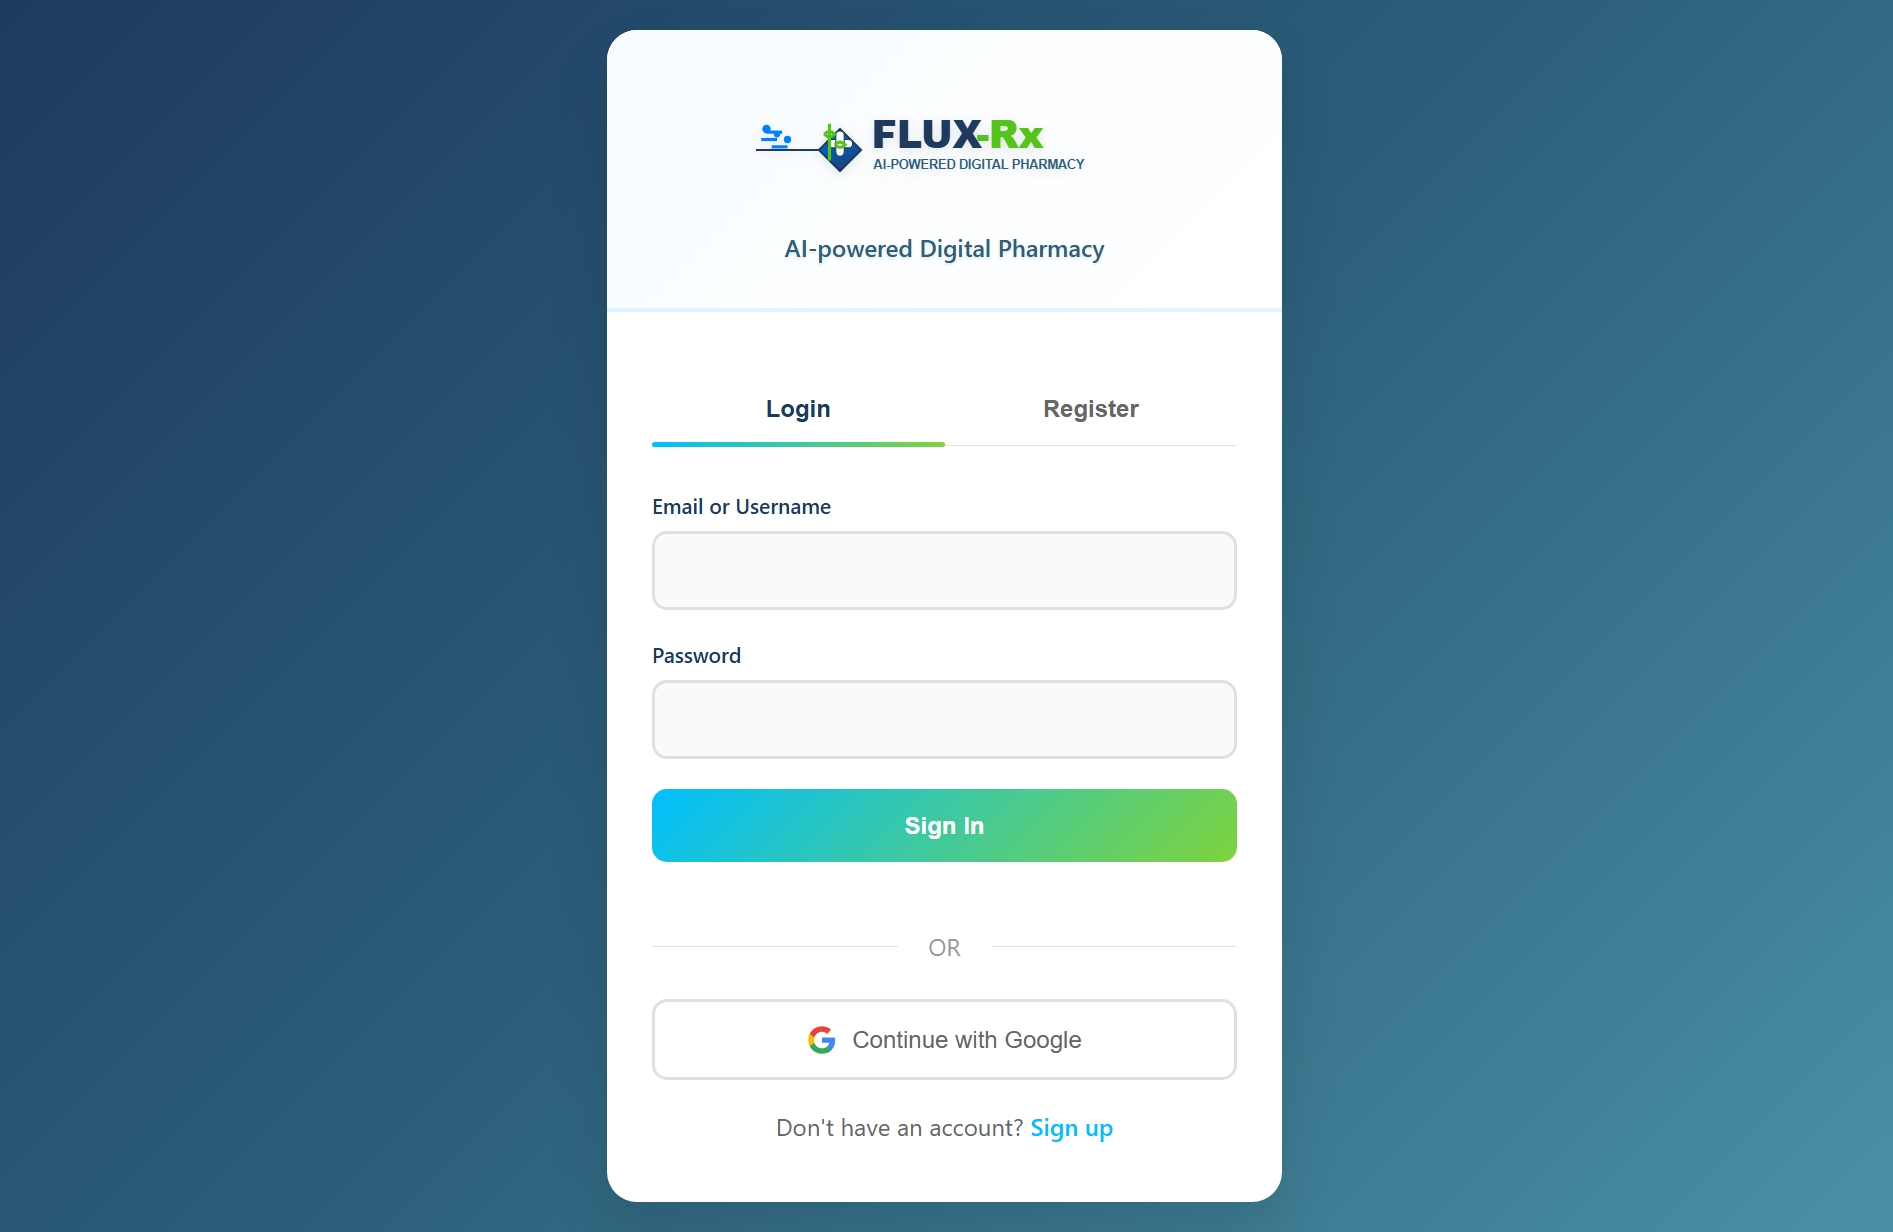 FLUX-Rx
AI-POWERED DIGITAL PHARMACY
AI-powered Digital Pharmacy
Login
Register
Email or Username
Password
Sign In
OR
Continue with Google
Don't have an account? Sign up